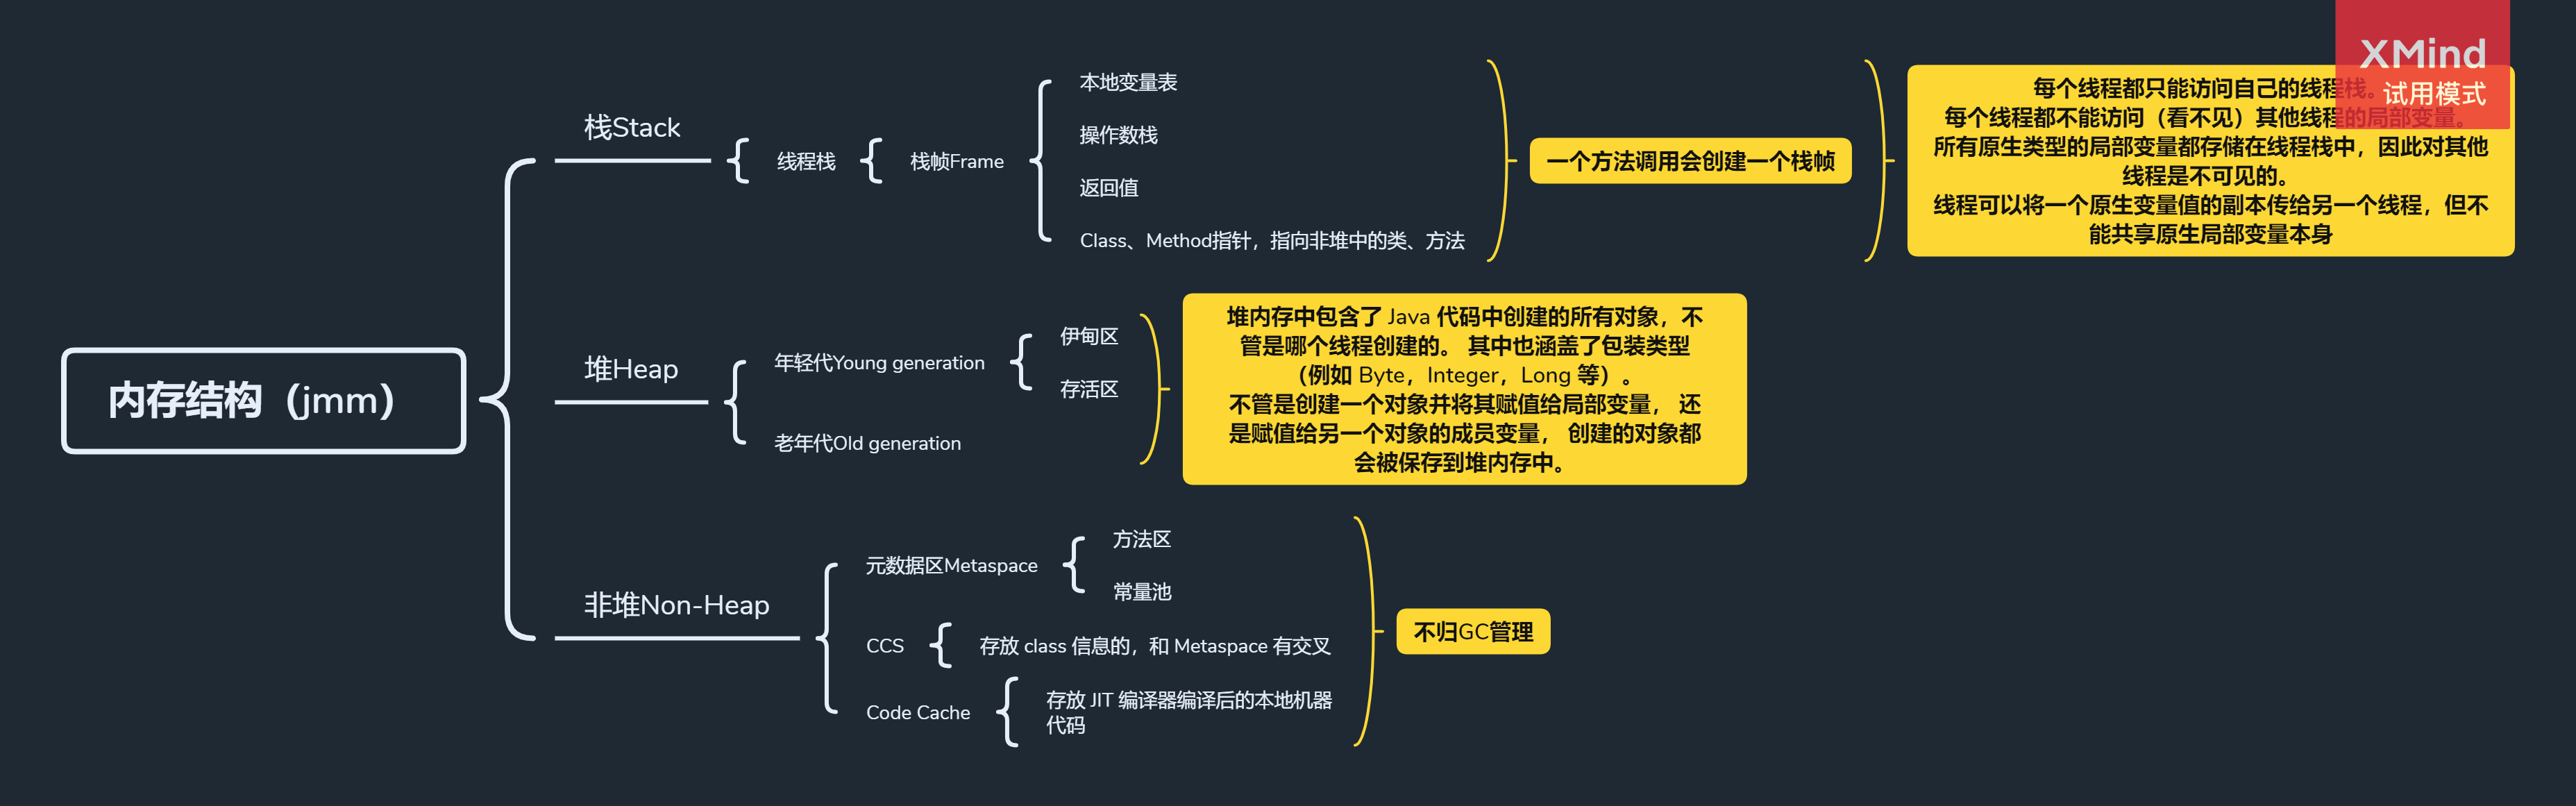 XMind
试用模式
内存结构（jmm）
栈Stack
线程栈
栈帧Frame
本地变量表
操作数栈
返回值
Class、Method指针，指向非堆中的类、方法
一个方法调用会创建一个栈帧
每个线程都只能访问自己的线程栈。
每个线程都不能访问（看不见）其他线程的局部变量。
所有原生类型的局部变量都存储在线程栈中，因此对其他
线程是不可见的。
线程可以将一个原生变量值的副本传给另一个线程，但不
能共享原生局部变量本身
堆Heap
年轻代Young generation
伊甸区
存活区
老年代Old generation
堆内存中包含了 Java 代码中创建的所有对象，不
管是哪个线程创建的。 其中也涵盖了包装类型
（例如 Byte，Integer，Long 等）。
不管是创建一个对象并将其赋值给局部变量， 还
是赋值给另一个对象的成员变量， 创建的对象都
会被保存到堆内存中。
非堆Non-Heap
元数据区Metaspace
方法区
常量池
CCS
存放 class 信息的，和 Metaspace 有交叉
Code Cache
存放 JIT 编译器编译后的本地机器
代码
不归GC管理